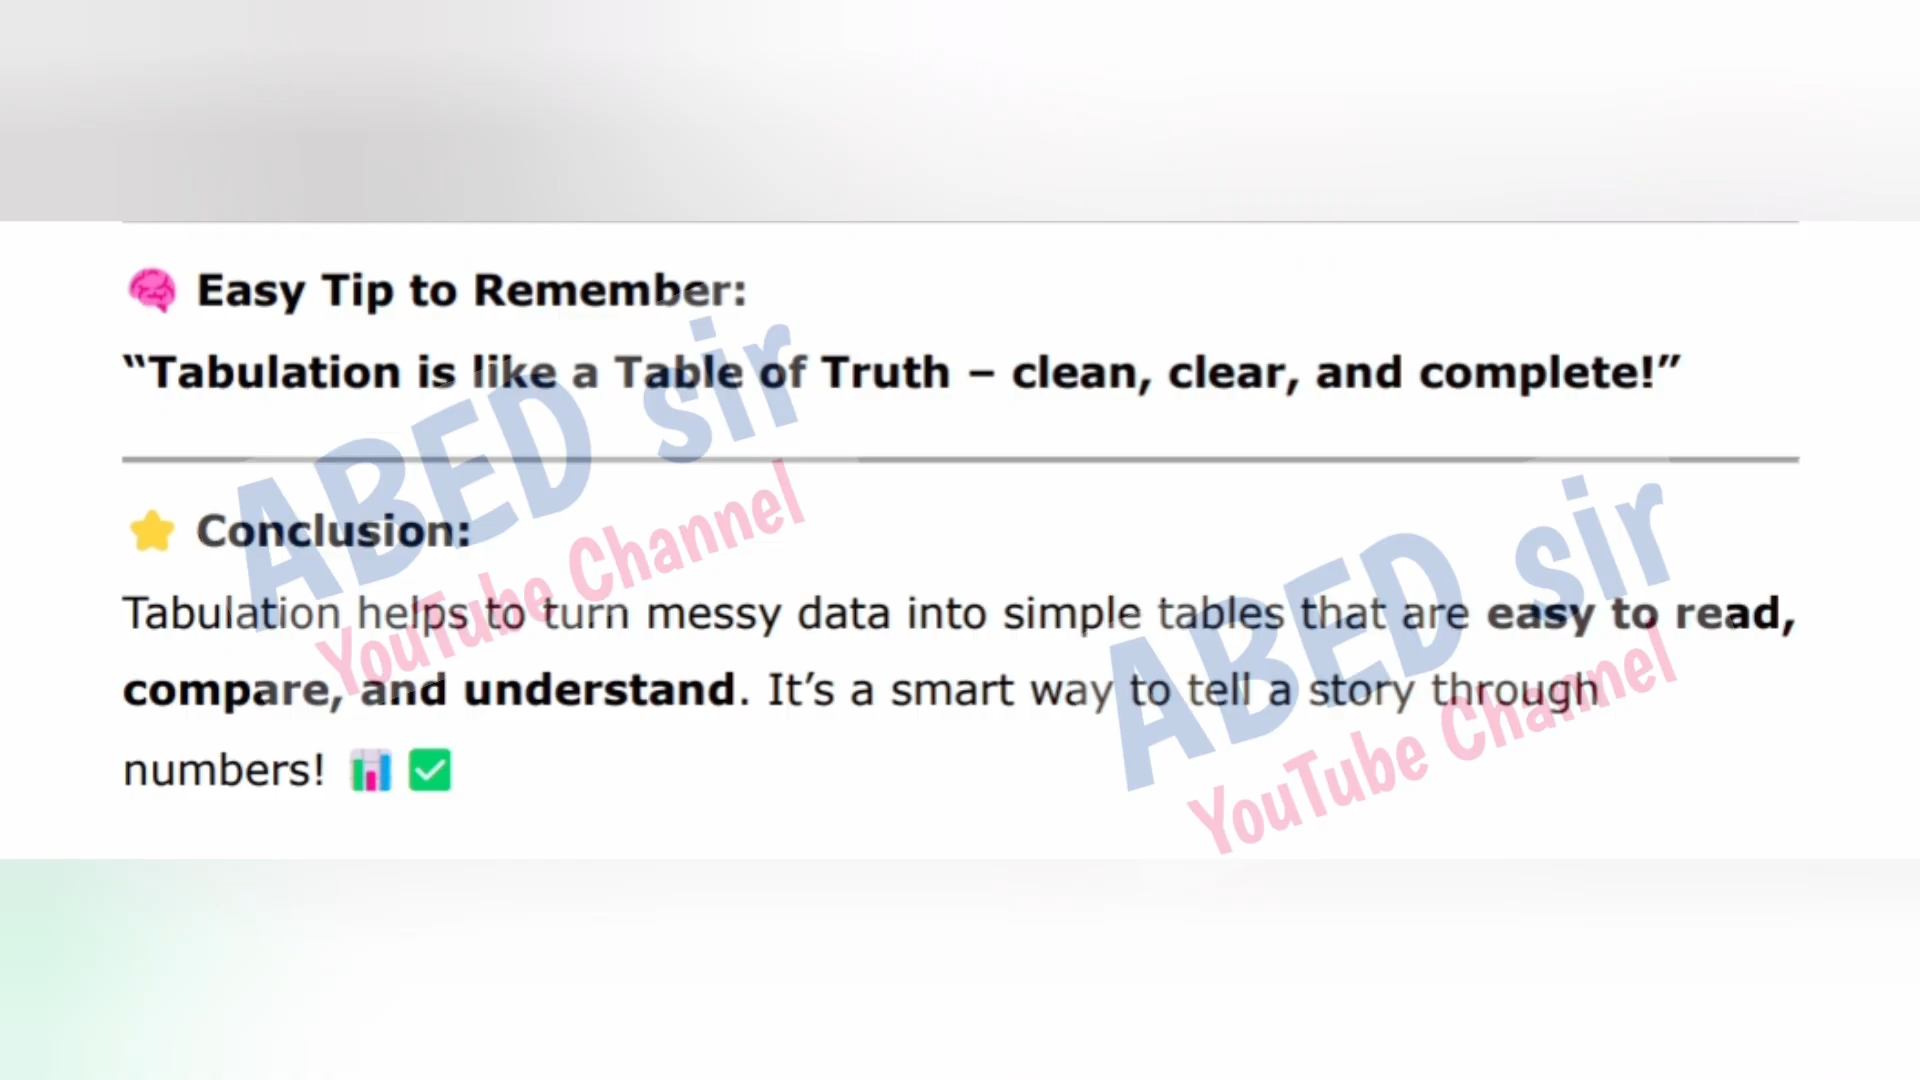 🧠 Easy Tip to Remember:
“Tabulation is like a Table of Truth – clean, clear, and complete!”
⭐ Conclusion:
Tabulation helps to turn messy data into simple tables that are easy to read,
compare, and understand. It’s a smart way to tell a story through
numbers! 📊 ✅
ABED sir
YouTube Channel
ABED sir
YouTube Channel